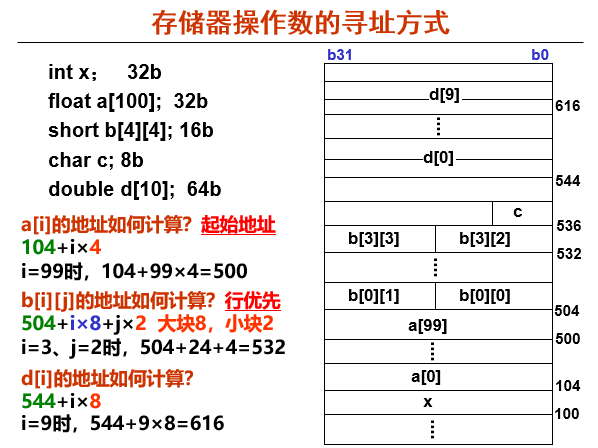 存储器操作数的寻址方式
int x； 32b
float a[100]; 32b
short b[4][4]; 16b
char c; 8b
double d[10]; 64b
a[i]的地址如何计算？起始地址
104+i×4
i=99时，104+99×4=500
b[i][j]的地址如何计算？行优先
504+i×8+j×2 大块8，小块2
i=3、j=2时，504+24+4=532
d[i]的地址如何计算？
544+i×8
i=9时，544+9×8=616
b31 b0
d[9]
616
d[0]
544
c
536
b[3][3] b[3][2]
532
b[0][1] b[0][0]
504
a[99]
500
a[0]
104
x
100